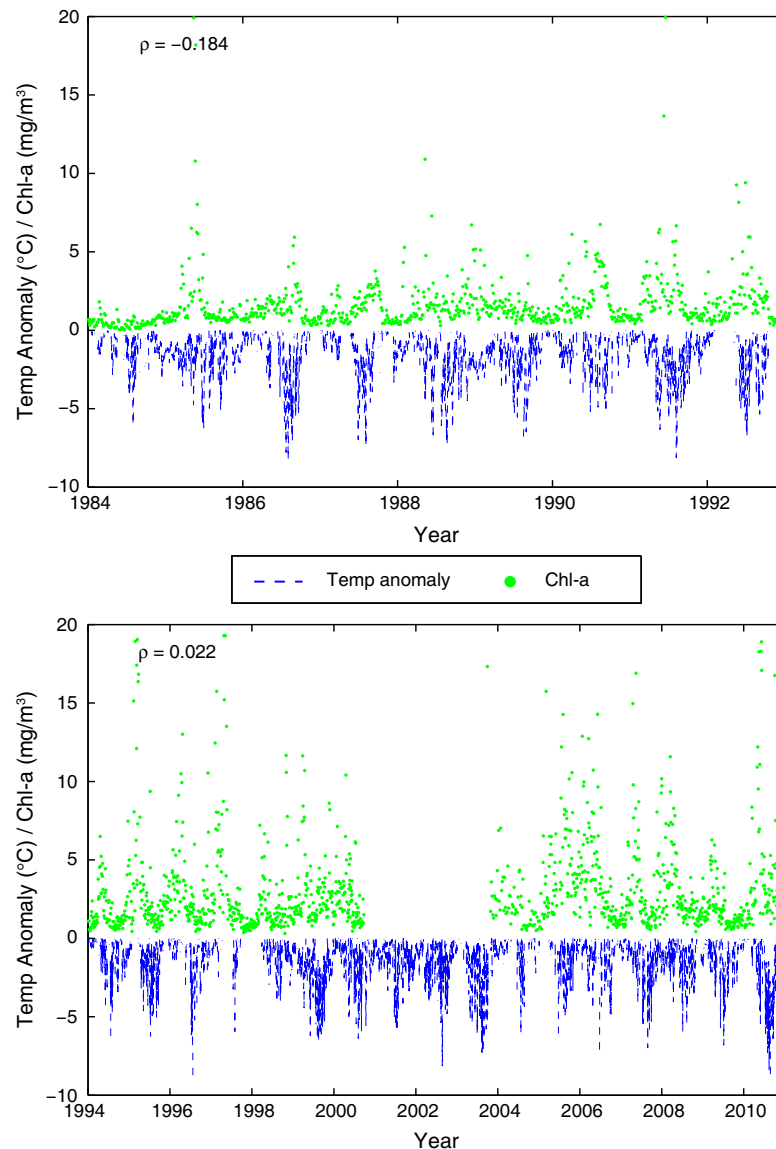 20
ρ = −0.184
15
10
5
0
−5
−10
Temp Anomaly (°C) / Chl-a (mg/m³)
1984 1986 1988 1990 1992
Year
Temp anomaly Chl-a
20
ρ = 0.022
15
10
5
0
−5
−10
Temp Anomaly (°C) / Chl-a (mg/m³)
1994 1996 1998 2000 2002 2004 2006 2008 2010
Year